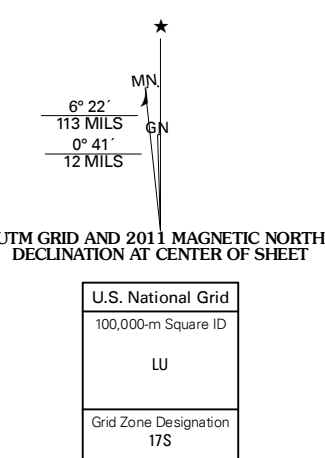 ★
MN
6° 22´
113 MILS
GN
0° 41´
12 MILS
UTM GRID AND 2011 MAGNETIC NORTH
DECLINATION AT CENTER OF SHEET
U.S. National Grid
100,000-m Square ID
LU
Grid Zone Designation
17S